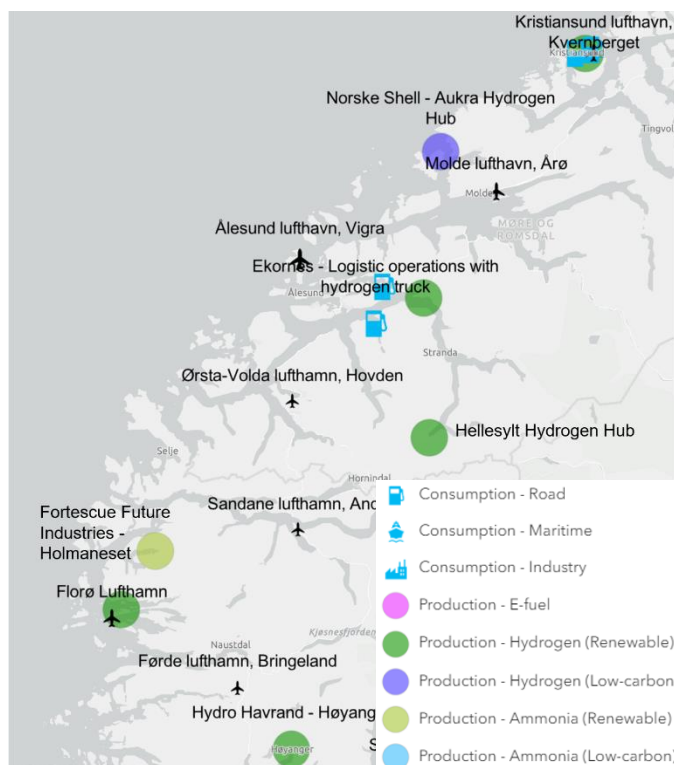 Kristiansund lufthavn,
Kvernberget
Kristiansund
Norske Shell - Aukra Hydrogen
Hub
Tingvol
Molde lufthavn, Årø
Molde
MØRE OG
ROMSDAL
Ålesund lufthavn, Vigra
Ekornes - Logistic operations with
hydrogen truck
Ålesund
Stranda
Ørsta-Volda lufthamn, Hovden
Hellesylt Hydrogen Hub
Selje
Hornindal
Sandane lufthamn, And
Fortescue Future
Industries -
Holmaneset
Florø Lufthamn
Kjøsnesfjorden
Naustdal
Førde lufthamn, Bringeland
Hydro Havrand - Høyang
S
Høyanger
Consumption - Road
Consumption - Maritime
Consumption - Industry
Production - E-fuel
Production - Hydrogen (Renewable)
Production - Hydrogen (Low-carbon
Production - Ammonia (Renewable)
Production - Ammonia (Low-carbon)